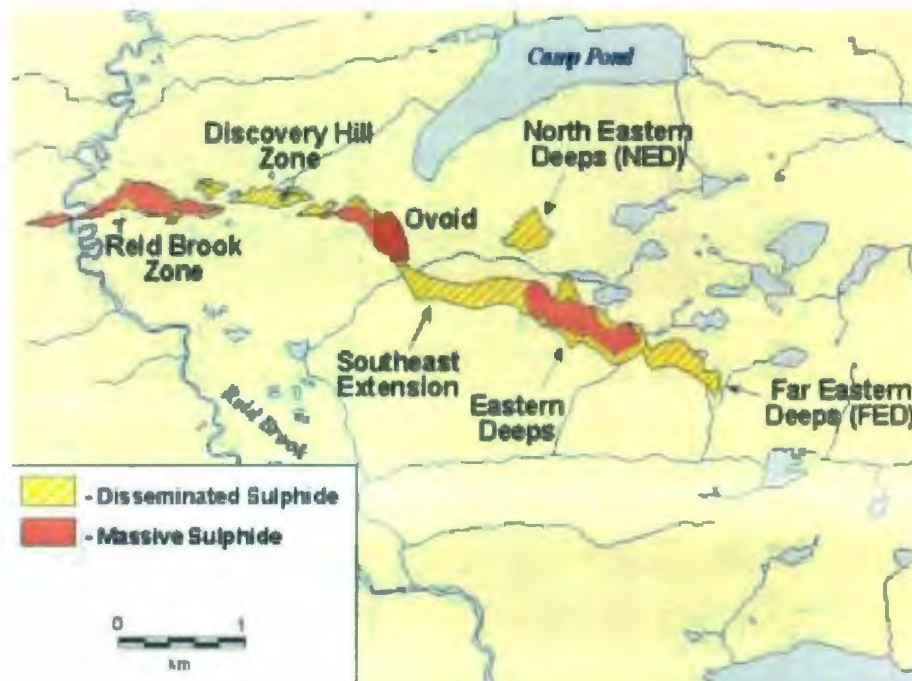 Camp Pond
Discovery Hill
Zone
North Eastern
Deeps (NED)
Ovoid
Reid Brook
Zone
Southeast
Extension
Eastern
Deeps
Far Eastern
Deeps (FED)
Reid Brook
- Disseminated Sulphide
- Massive Sulphide
0 1
km